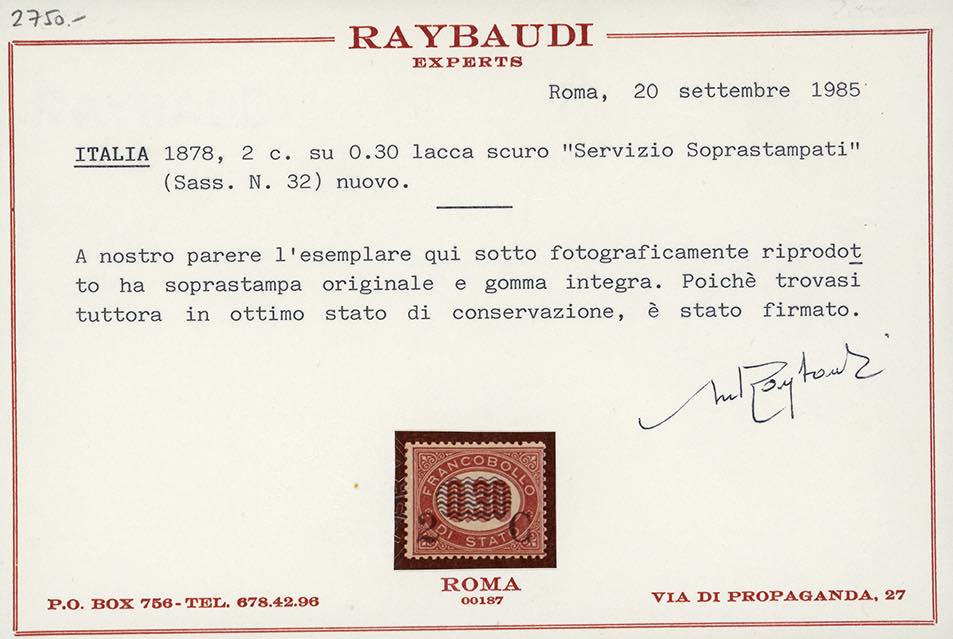 2750.-
RAYBAUDI
EXPERTS
Roma, 20 settembre 1985
ITALIA 1878, 2 c. su 0.30 lacca scuro "Servizio Soprastampati"
(Sass. N. 32) nuovo.
A nostro parere l'esemplare qui sotto fotograficamente riprodot
to ha soprastampa originale e gomma integra. Poichè trovasi
tuttora in ottimo stato di conservazione, è stato firmato.
FRANCOBOLLO
0.30
2 C
DI STATO
ROMA
00187
P.O. BOX 756-TEL. 678.42.96
VIA DI PROPAGANDA, 27